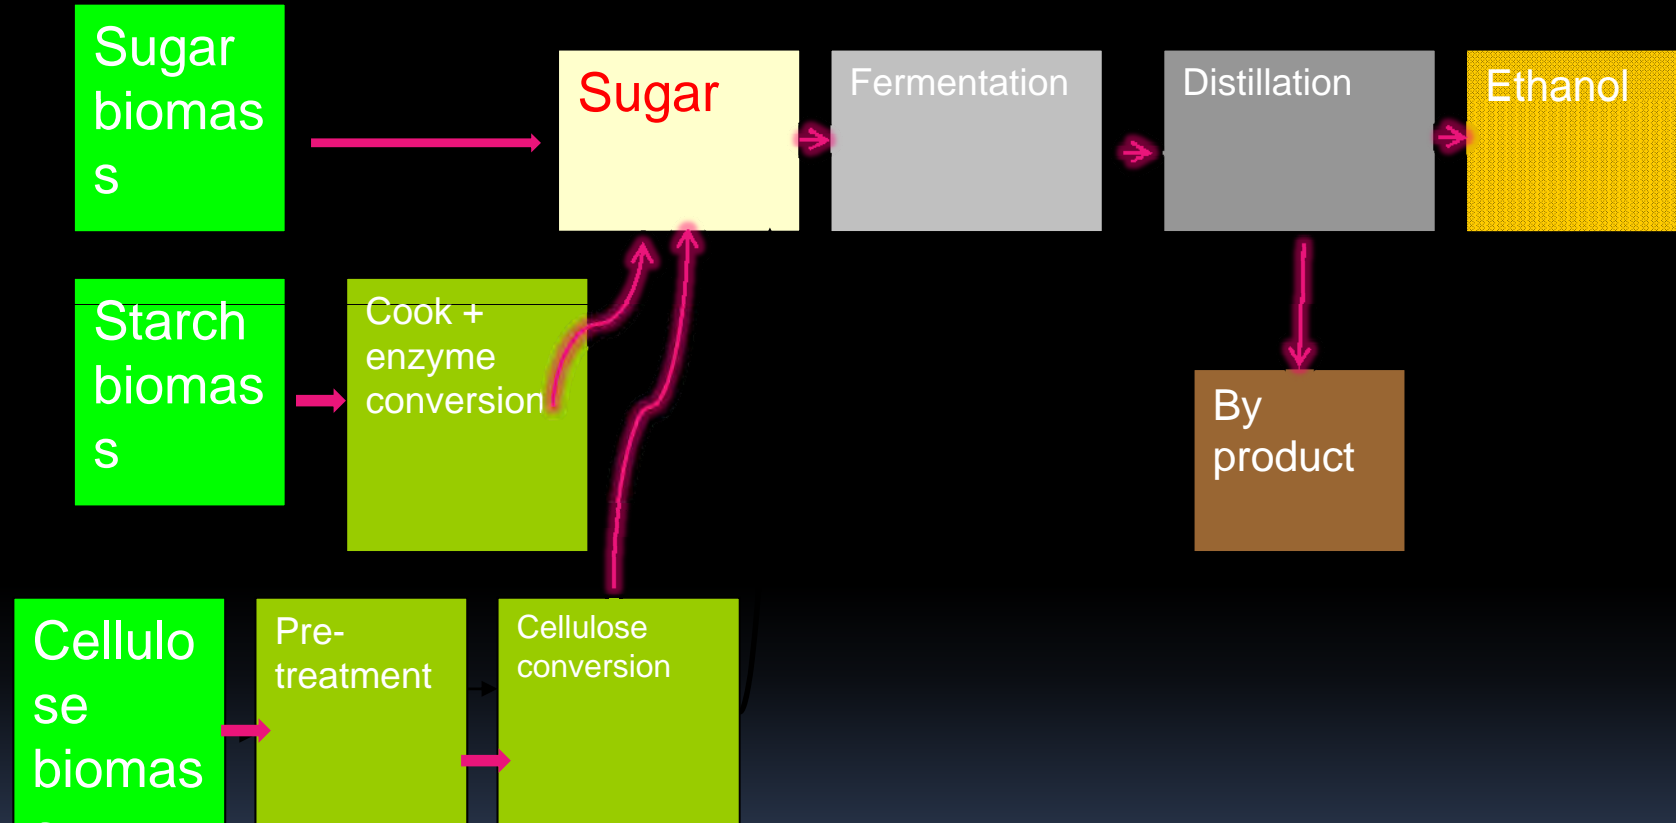 Sugar
biomas
s
Sugar
Fermentation
Distillation
Ethanol
Starch
biomas
s
Cook +
enzyme
conversion
By
product
Cellulo
se
biomas
Pre-
treatment
Cellulose
conversion